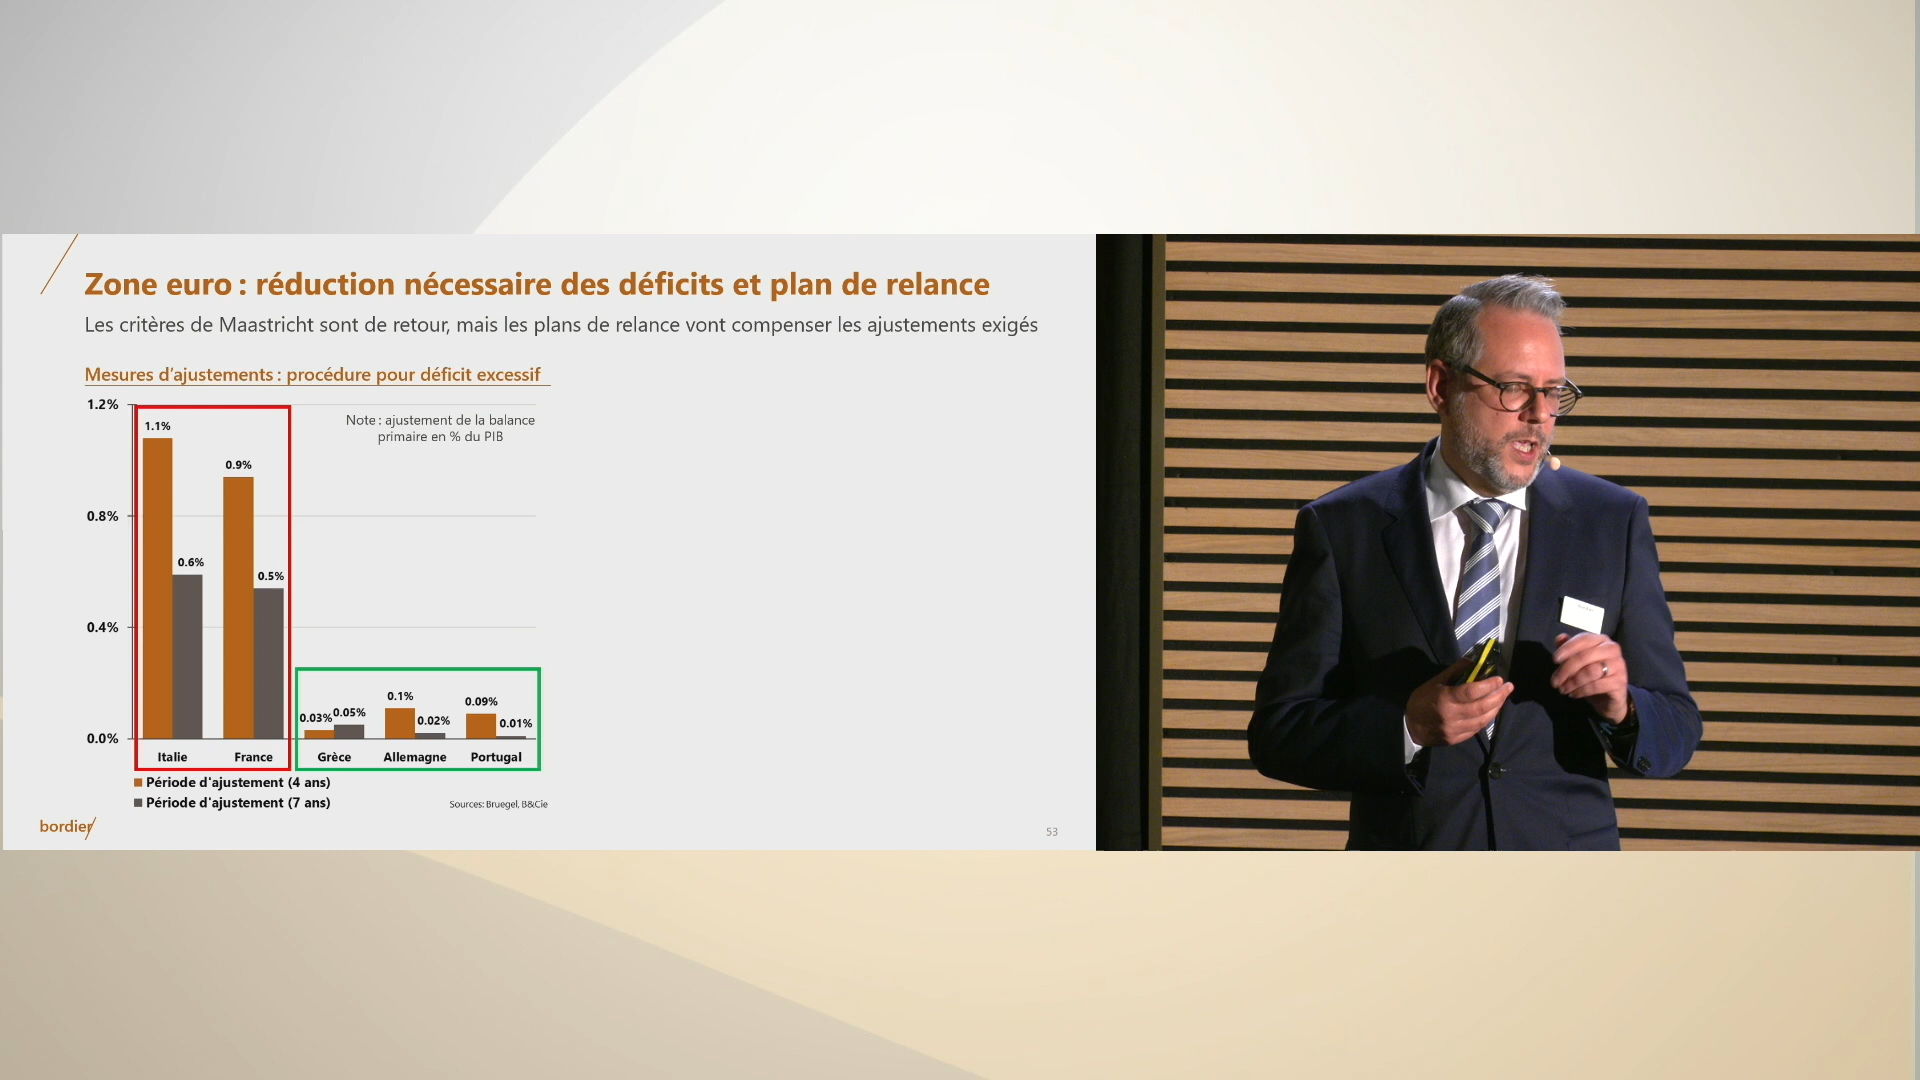 Zone euro : réduction nécessaire des déficits et plan de relance
Les critères de Maastricht sont de retour, mais les plans de relance vont compenser les ajustements exigés
Mesures d'ajustements : procédure pour déficit excessif
Note : ajustement de la balance
primaire en % du PIB
1.2%
0.8%
0.4%
0.0%
1.1%
0.6%
0.9%
0.5%
0.03%
0.05%
0.1%
0.02%
0.09%
0.01%
Italie
France
Grèce
Allemagne
Portugal
Période d'ajustement (4 ans)
Période d'ajustement (7 ans)
Sources: Bruegel, B&Cie
bordier
53